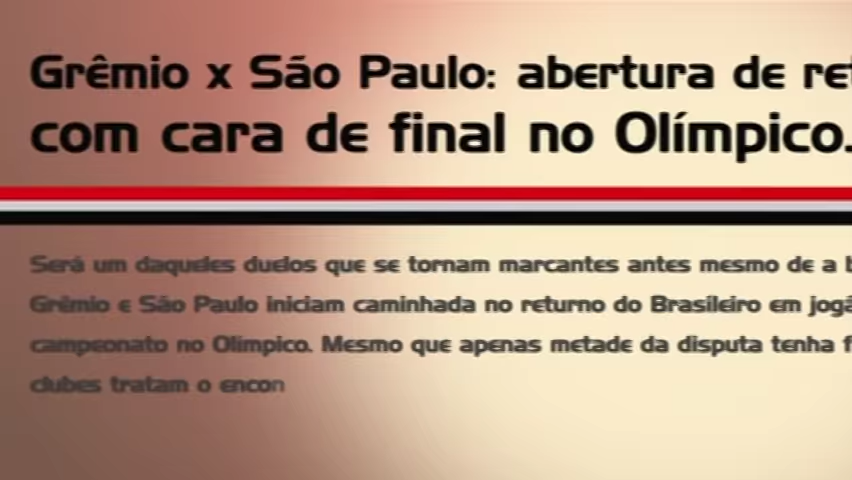 Grêmio x São Paulo: abertura de ret
com cara de final no Olímpico.
Será um daqueles duelos que se tornam marcantes antes mesmo de a b
Grêmio e São Paulo iniciam caminhada no returno do Brasileiro em jogã
campeonato no Olímpico. Mesmo que apenas metade da disputa tenha f
clubes tratam o encon